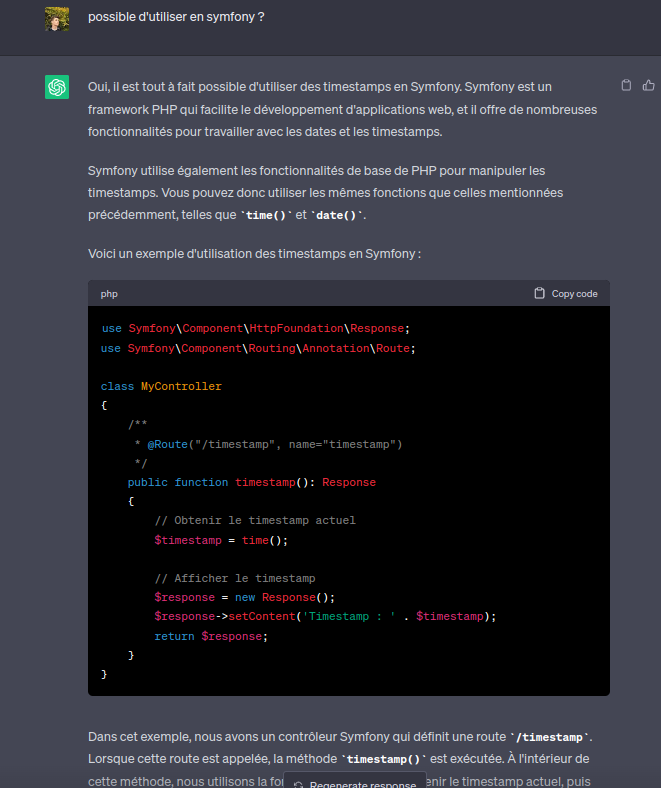 possible d'utiliser en symfony ?
Oui, il est tout à fait possible d'utiliser des timestamps en Symfony. Symfony est un
framework PHP qui facilite le développement d'applications web, et il offre de nombreuses
fonctionnalités pour travailler avec les dates et les timestamps.
Symfony utilise également les fonctionnalités de base de PHP pour manipuler les
timestamps. Vous pouvez donc utiliser les mêmes fonctions que celles mentionnées
précédemment, telles que `time()` et `date()`.
Voici un exemple d'utilisation des timestamps en Symfony :
php Copy code
use Symfony\Component\HttpFoundation\Response;
use Symfony\Component\Routing\Annotation\Route;
class MyController
{
/**
* @Route("/timestamp", name="timestamp")
*/
public function timestamp(): Response
{
// Obtenir le timestamp actuel
$timestamp = time();
// Afficher le timestamp
$response = new Response();
$response->setContent('Timestamp : ' . $timestamp);
return $response;
}
}
Dans cet exemple, nous avons un contrôleur Symfony qui définit une route `/timestamp`.
Lorsque cette route est appelée, la méthode `timestamp()` est exécutée. À l'intérieur de
cette méthode, nous utilisons la enir le timestamp actuel, puis
Regenerate response